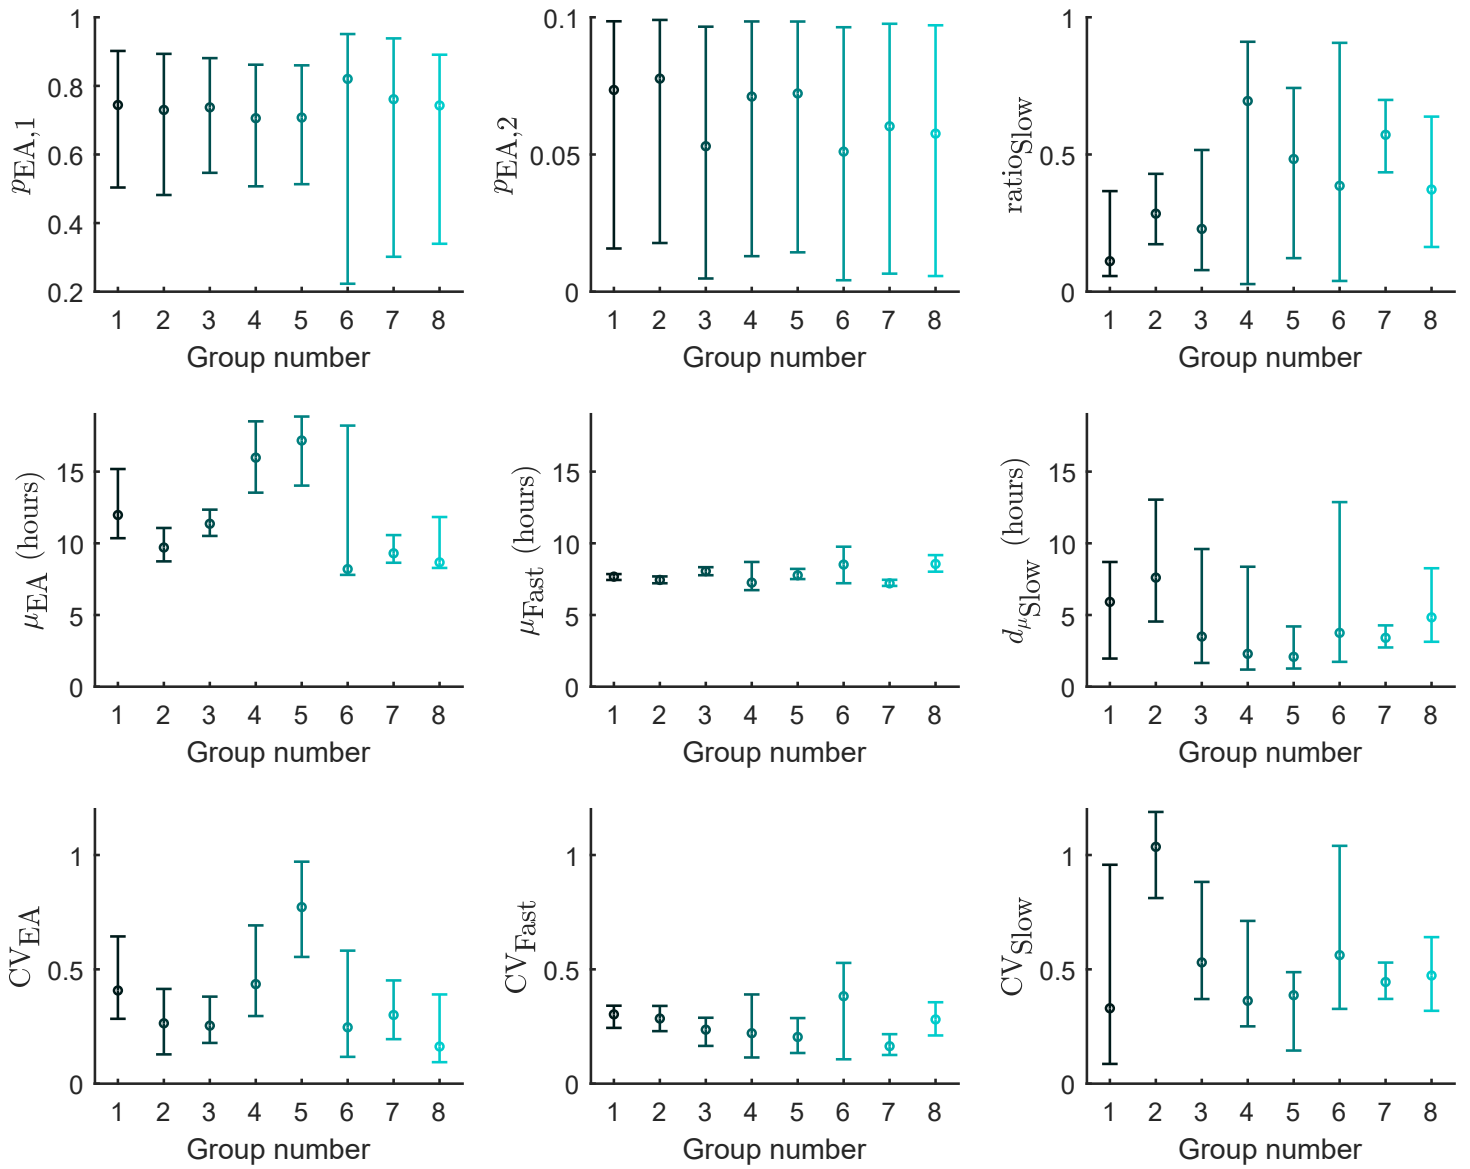 1
0.8
0.6
0.4
0.2
p_EA,1
1 2 3 4 5 6 7 8
Group number
0.1
0.05
0
p_EA,2
1 2 3 4 5 6 7 8
Group number
1
0.5
0
ratio_Slow
1 2 3 4 5 6 7 8
Group number
15
10
5
0
μ_EA (hours)
1 2 3 4 5 6 7 8
Group number
15
10
5
0
μ_Fast (hours)
1 2 3 4 5 6 7 8
Group number
15
10
5
0
d_μ_Slow (hours)
1 2 3 4 5 6 7 8
Group number
1
0.5
0
CV_EA
1 2 3 4 5 6 7 8
Group number
1
0.5
0
CV_Fast
1 2 3 4 5 6 7 8
Group number
1
0.5
0
CV_Slow
1 2 3 4 5 6 7 8
Group number